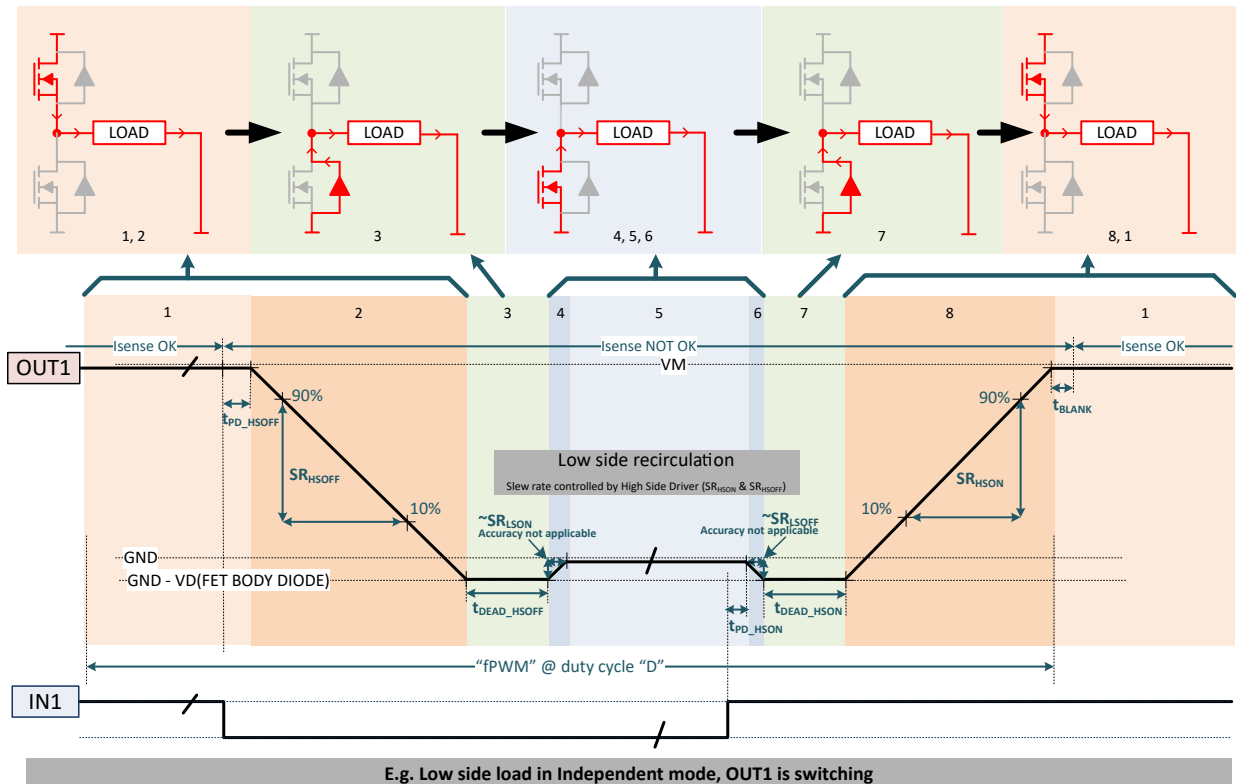 LOAD LOAD LOAD LOAD LOAD
1, 2 3 4, 5, 6 7 8, 1
1 2 3 4 5 6 7 8 1
Isense OK Isense NOT OK Isense OK
VM
OUT1
90% 90%
tPD_HSOFF tBLANK
Low side recirculation
Slew rate controlled by High Side Driver (SRHSON & SRHSOFF)
SRHSOFF SRHSON
10% 10%
~SRLSON ~SRLSOFF
Accuracy not applicable Accuracy not applicable
GND
GND - VD(FET BODY DIODE)
tDEAD_HSOFF tDEAD_HSON
tPD_HSON
“fPWM” @ duty cycle “D”
IN1
E.g. Low side load in Independent mode, OUT1 is switching